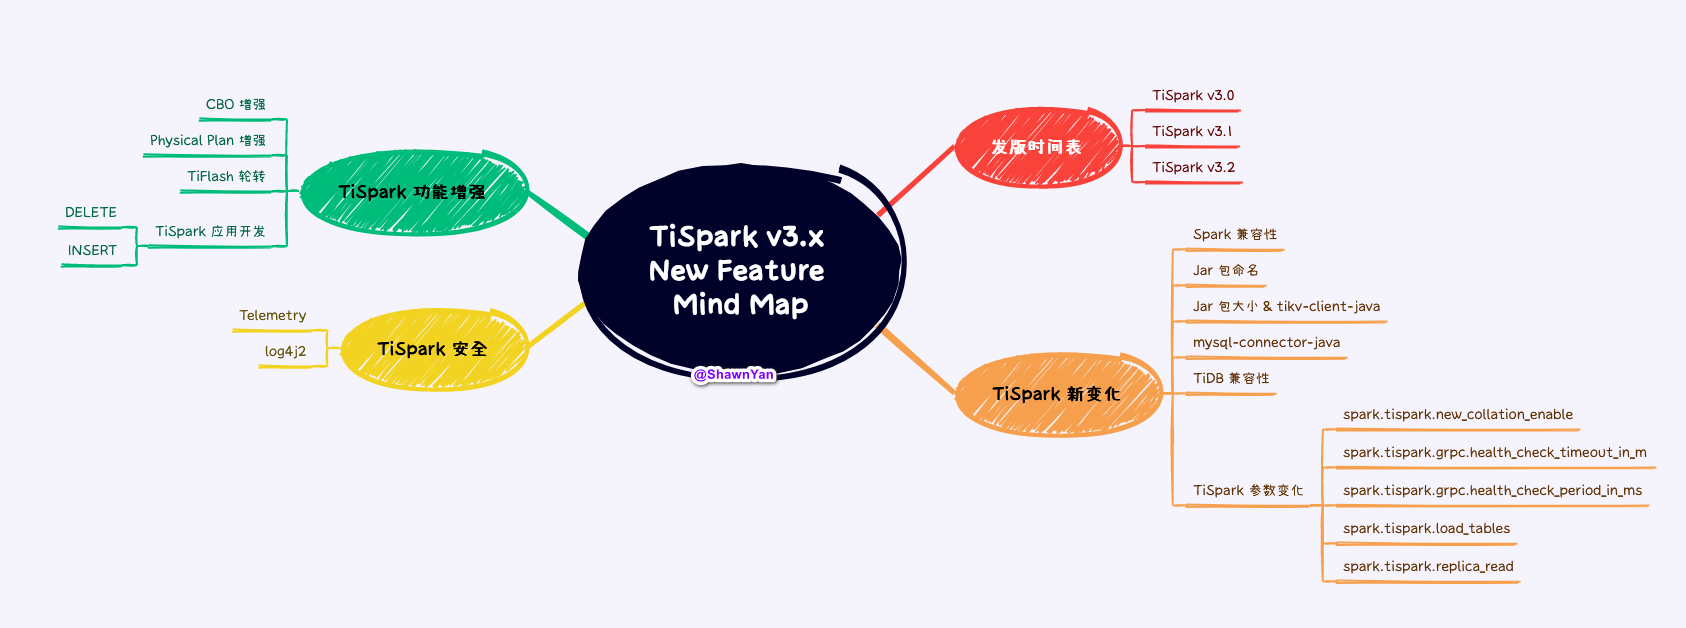 TiSpark v3.x
New Feature
Mind Map
@ShawnYan
发版时间表
TiSpark v3.0
TiSpark v3.1
TiSpark v3.2
TiSpark 新变化
Spark 兼容性
Jar 包命名
Jar 包大小 & tikv-client-java
mysql-connector-java
TiDB 兼容性
TiSpark 参数变化
spark.tispark.new_collation_enable
spark.tispark.grpc.health_check_timeout_in_m
spark.tispark.grpc.health_check_period_in_ms
spark.tispark.load_tables
spark.tispark.replica_read
TiSpark 功能增强
CBO 增强
Physical Plan 增强
TiFlash 轮转
TiSpark 应用开发
DELETE
INSERT
TiSpark 安全
Telemetry
log4j2